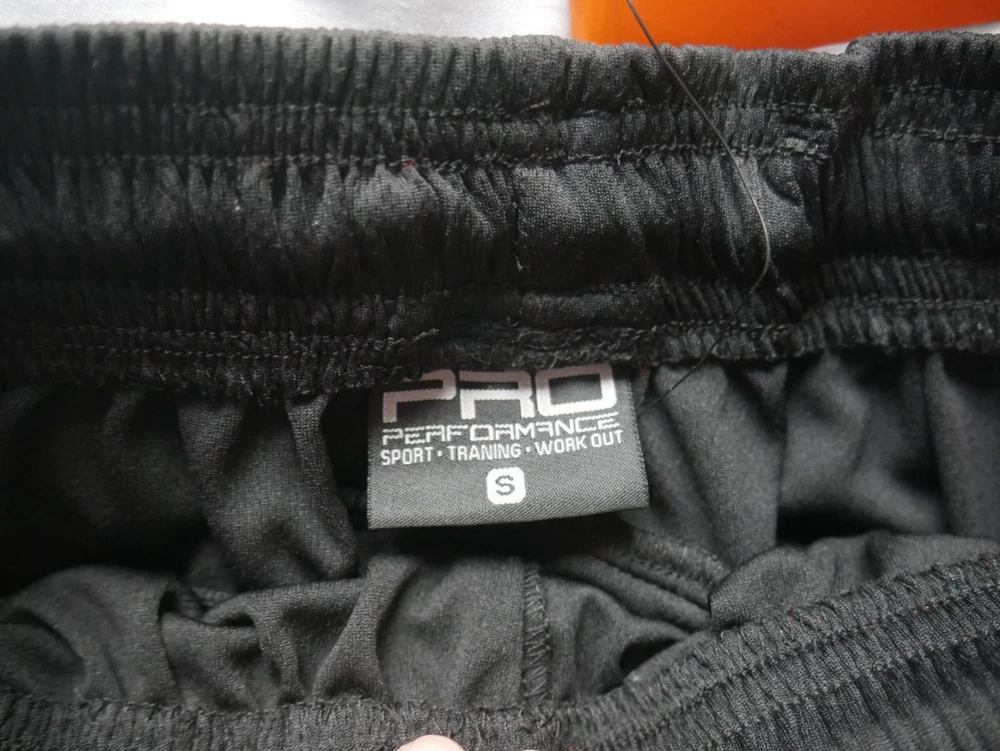 PRO
PERFORMANCE
SPORT • TRANING • WORK OUT
S